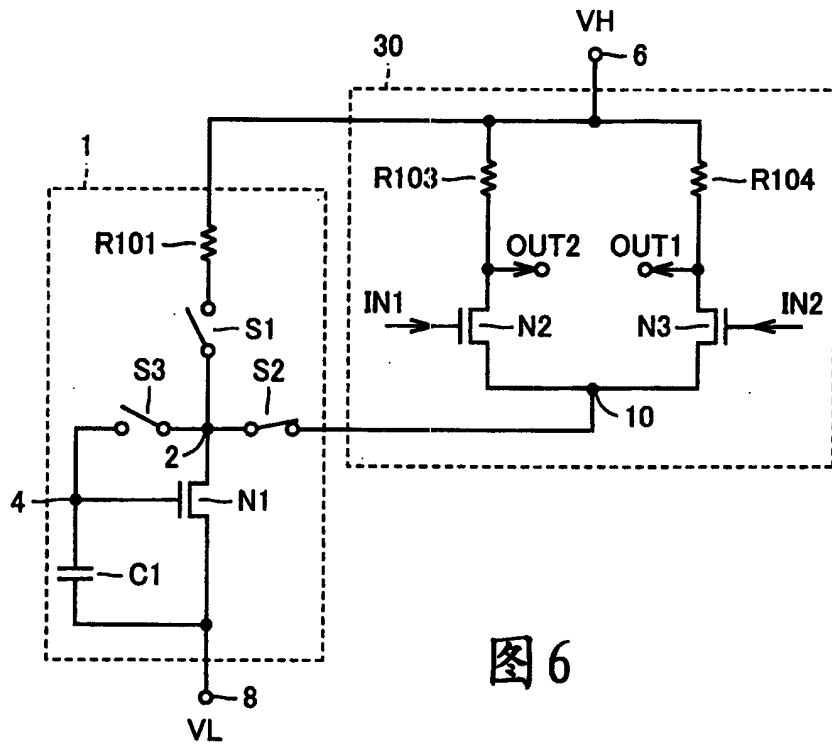 VH
6
30
1
R103
R104
R101
OUT2
OUT1
IN1
IN2
S1
N2
N3
S3
S2
2
10
4
N1
C1
图6
8
VL